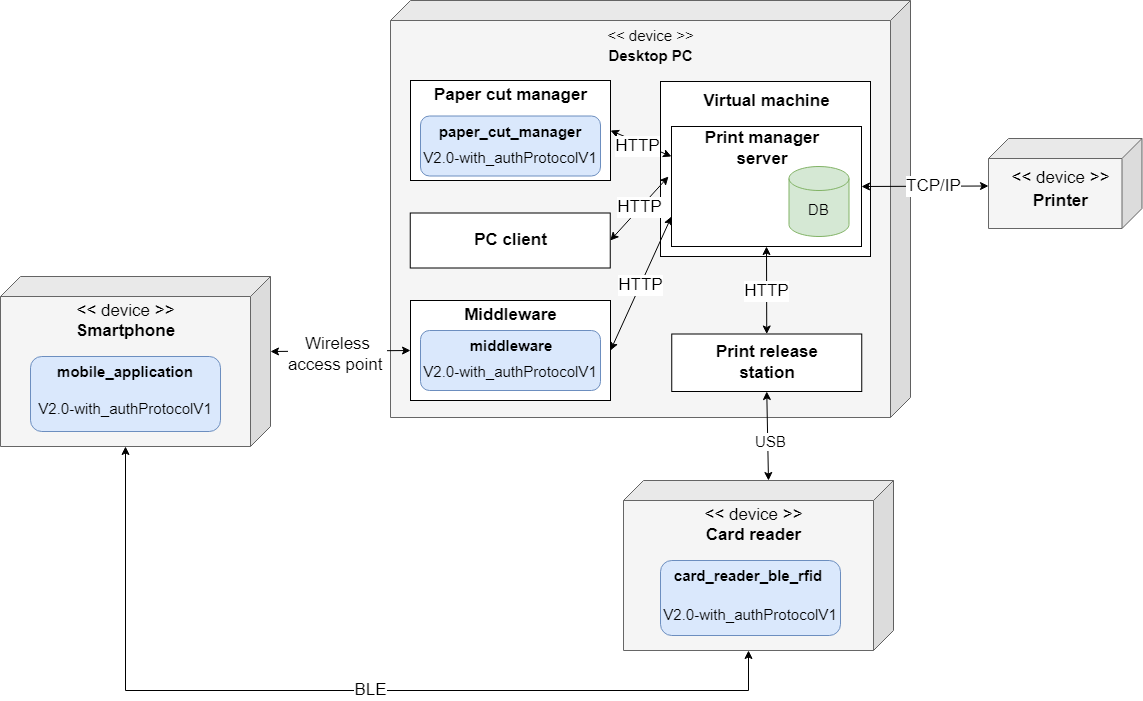 << device >>
Desktop PC
Paper cut manager
paper_cut_manager
V2.0-with_authProtocolV1
HTTP
Virtual machine
Print manager
server
DB
TCP/IP
<< device >>
Printer
HTTP
PC client
HTTP
HTTP
Middleware
middleware
V2.0-with_authProtocolV1
Print release
station
<< device >>
Smartphone
mobile_application
V2.0-with_authProtocolV1
Wireless
access point
USB
<< device >>
Card reader
card_reader_ble_rfid
V2.0-with_authProtocolV1
BLE